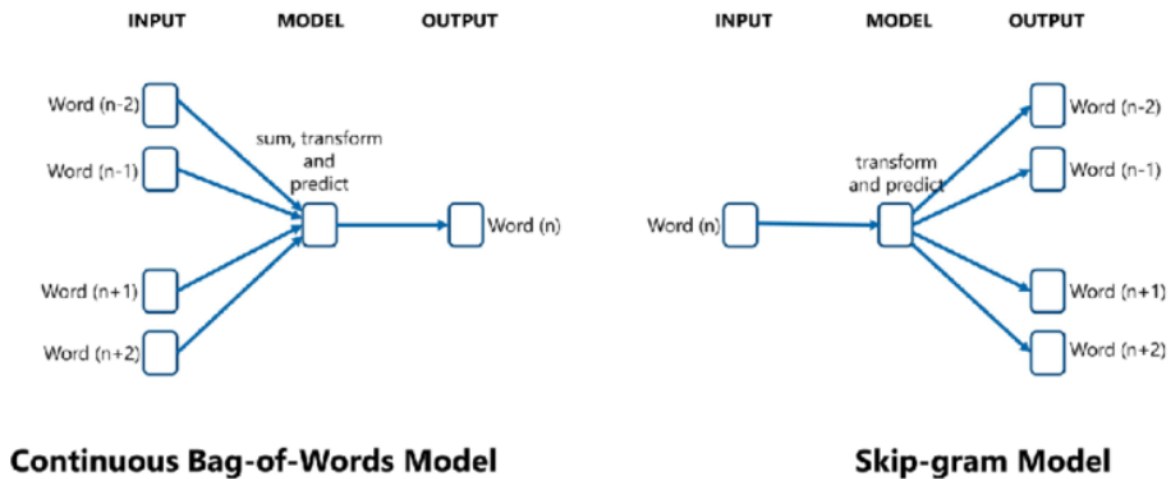 INPUT MODEL OUTPUT
Word (n-2)
Word (n-1)
sum, transform
and
predict
Word (n)
Word (n+1)
Word (n+2)
Continuous Bag-of-Words Model
INPUT MODEL OUTPUT
Word (n-2)
transform
and predict
Word (n-1)
Word (n)
Word (n+1)
Word (n+2)
Skip-gram Model